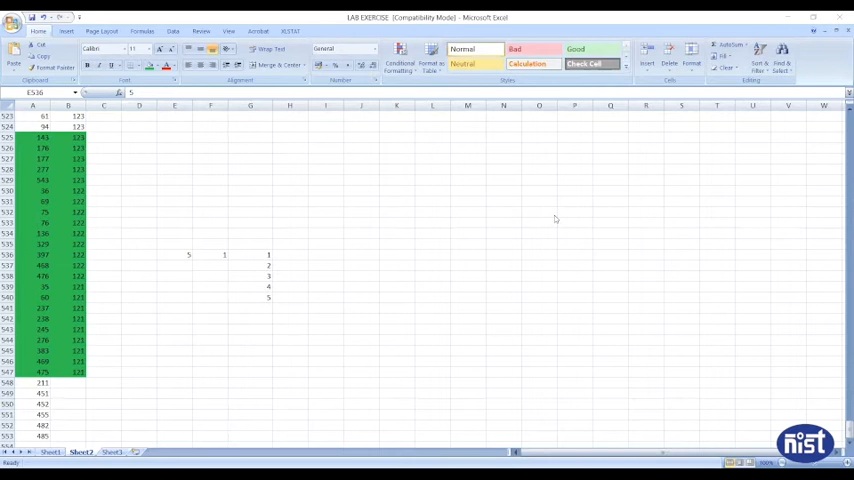 LAB EXERCISE [Compatibility Mode] - Microsoft Excel
Home Insert Page Layout Formulas Data Review View Acrobat XLSTAT
Cut Calibri 11 Wrap Text General Normal Bad Good AutoSum
Copy Fill
Paste Format Painter B I U Merge & Center Conditional Formatting Format as Table Neutral Calculation Check Cell Insert Delete Format Clear Sort & Filter Find & Select
Clipboard Font Alignment Number Styles Cells Editing
E536 fx 5
A B C D E F G H I J K L M N O P Q R S T U V W
523 61 123
524 94 123
525 143 123
526 176 123
527 177 123
528 277 123
529 543 123
530 36 122
531 69 122
532 75 122
533 76 122
534 136 122
535 329 122
536 397 122 5 1 1
537 468 122 2
538 476 122 3
539 35 121 4
540 60 121 5
541 237 121
542 238 121
543 245 121
544 276 121
545 383 121
546 469 121
547 475 121
548 211
549 451
550 452
551 455
552 482
553 485
Sheet1 Sheet2 Sheet3
Ready 100%
nist